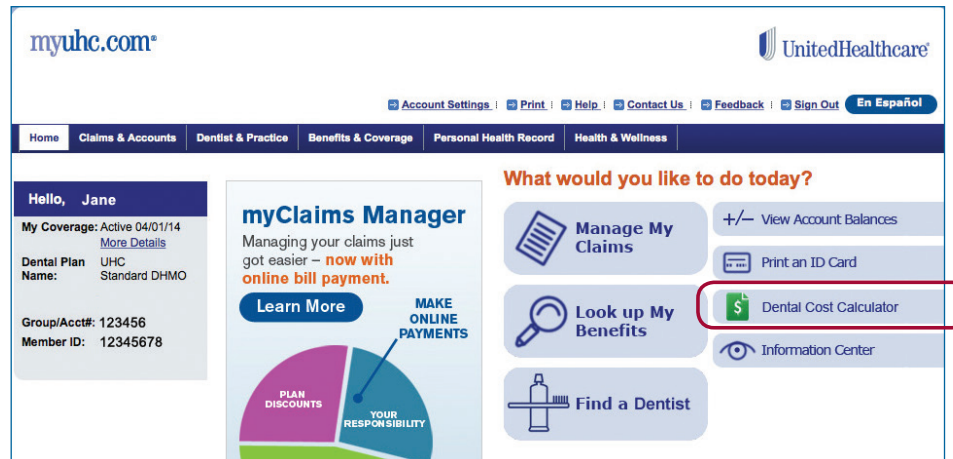 myuhc.com®
UnitedHealthcare®
Account Settings | Print | Help | Contact Us | Feedback | Sign Out En Español
Home Claims & Accounts Dentist & Practice Benefits & Coverage Personal Health Record Health & Wellness
Hello, Jane
My Coverage: Active 04/01/14
More Details
Dental Plan UHC
Name: Standard DHMO
Group/Acct#: 123456
Member ID: 12345678
myClaims Manager
Managing your claims just
got easier – now with
online bill payment.
Learn More
MAKE
ONLINE
PAYMENTS
PLAN
DISCOUNTS
YOUR
RESPONSIBILITY
What would you like to do today?
Manage My
Claims
Look up My
Benefits
Find a Dentist
+/– View Account Balances
Print an ID Card
$ Dental Cost Calculator
Information Center